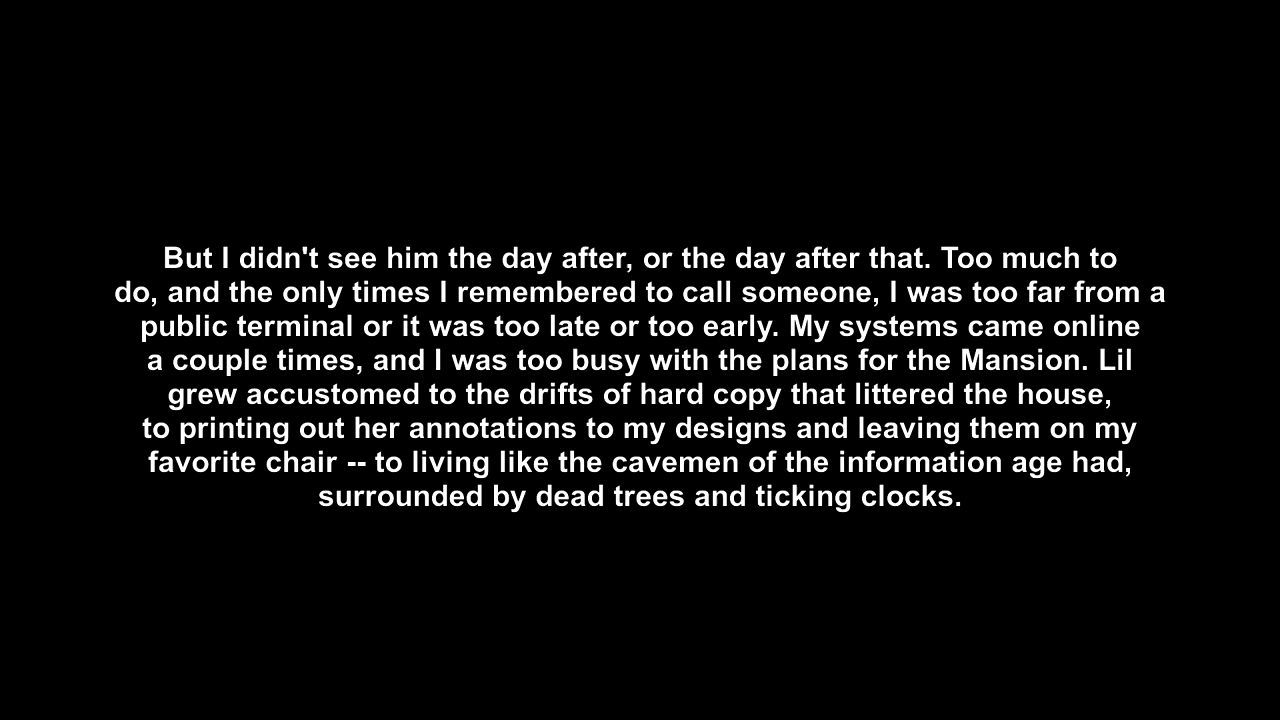 But I didn't see him the day after, or the day after that. Too much to
do, and the only times I remembered to call someone, I was too far from a
public terminal or it was too late or too early. My systems came online
a couple times, and I was too busy with the plans for the Mansion. Lil
grew accustomed to the drifts of hard copy that littered the house,
to printing out her annotations to my designs and leaving them on my
favorite chair -- to living like the cavemen of the information age had,
surrounded by dead trees and ticking clocks.